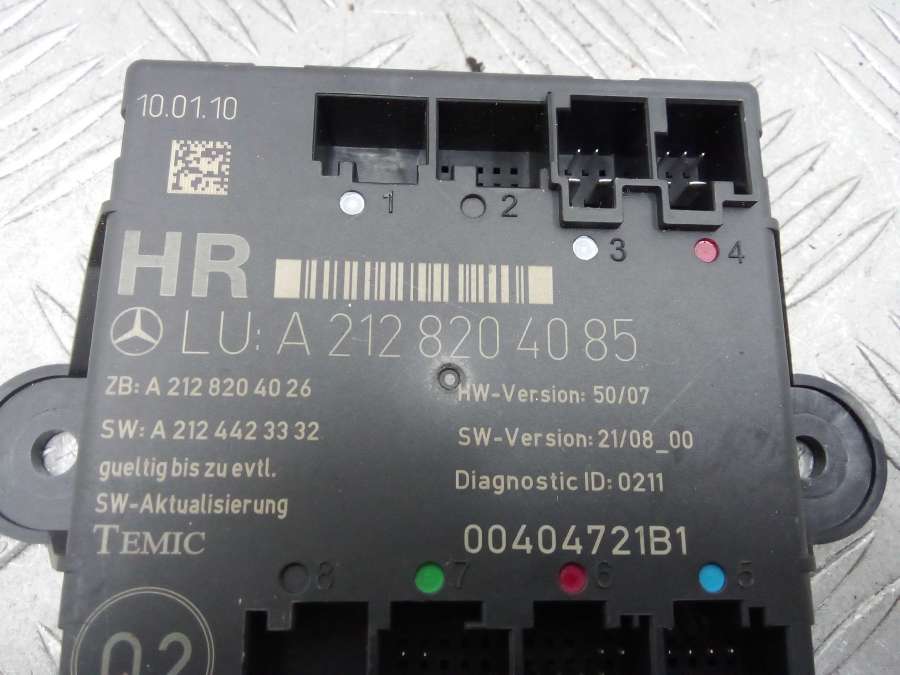 10.01.10
1 2
3 4
HR
LU: A 212 820 40 85
ZB: A 212 820 40 26
HW-Version: 50/07
SW: A 212 442 33 32
SW-Version: 21/08_00
gueltig bis zu evtl.
Diagnostic ID: 0211
SW-Aktualisierung
TEMIC
00404721B1
8 7 6 5
02